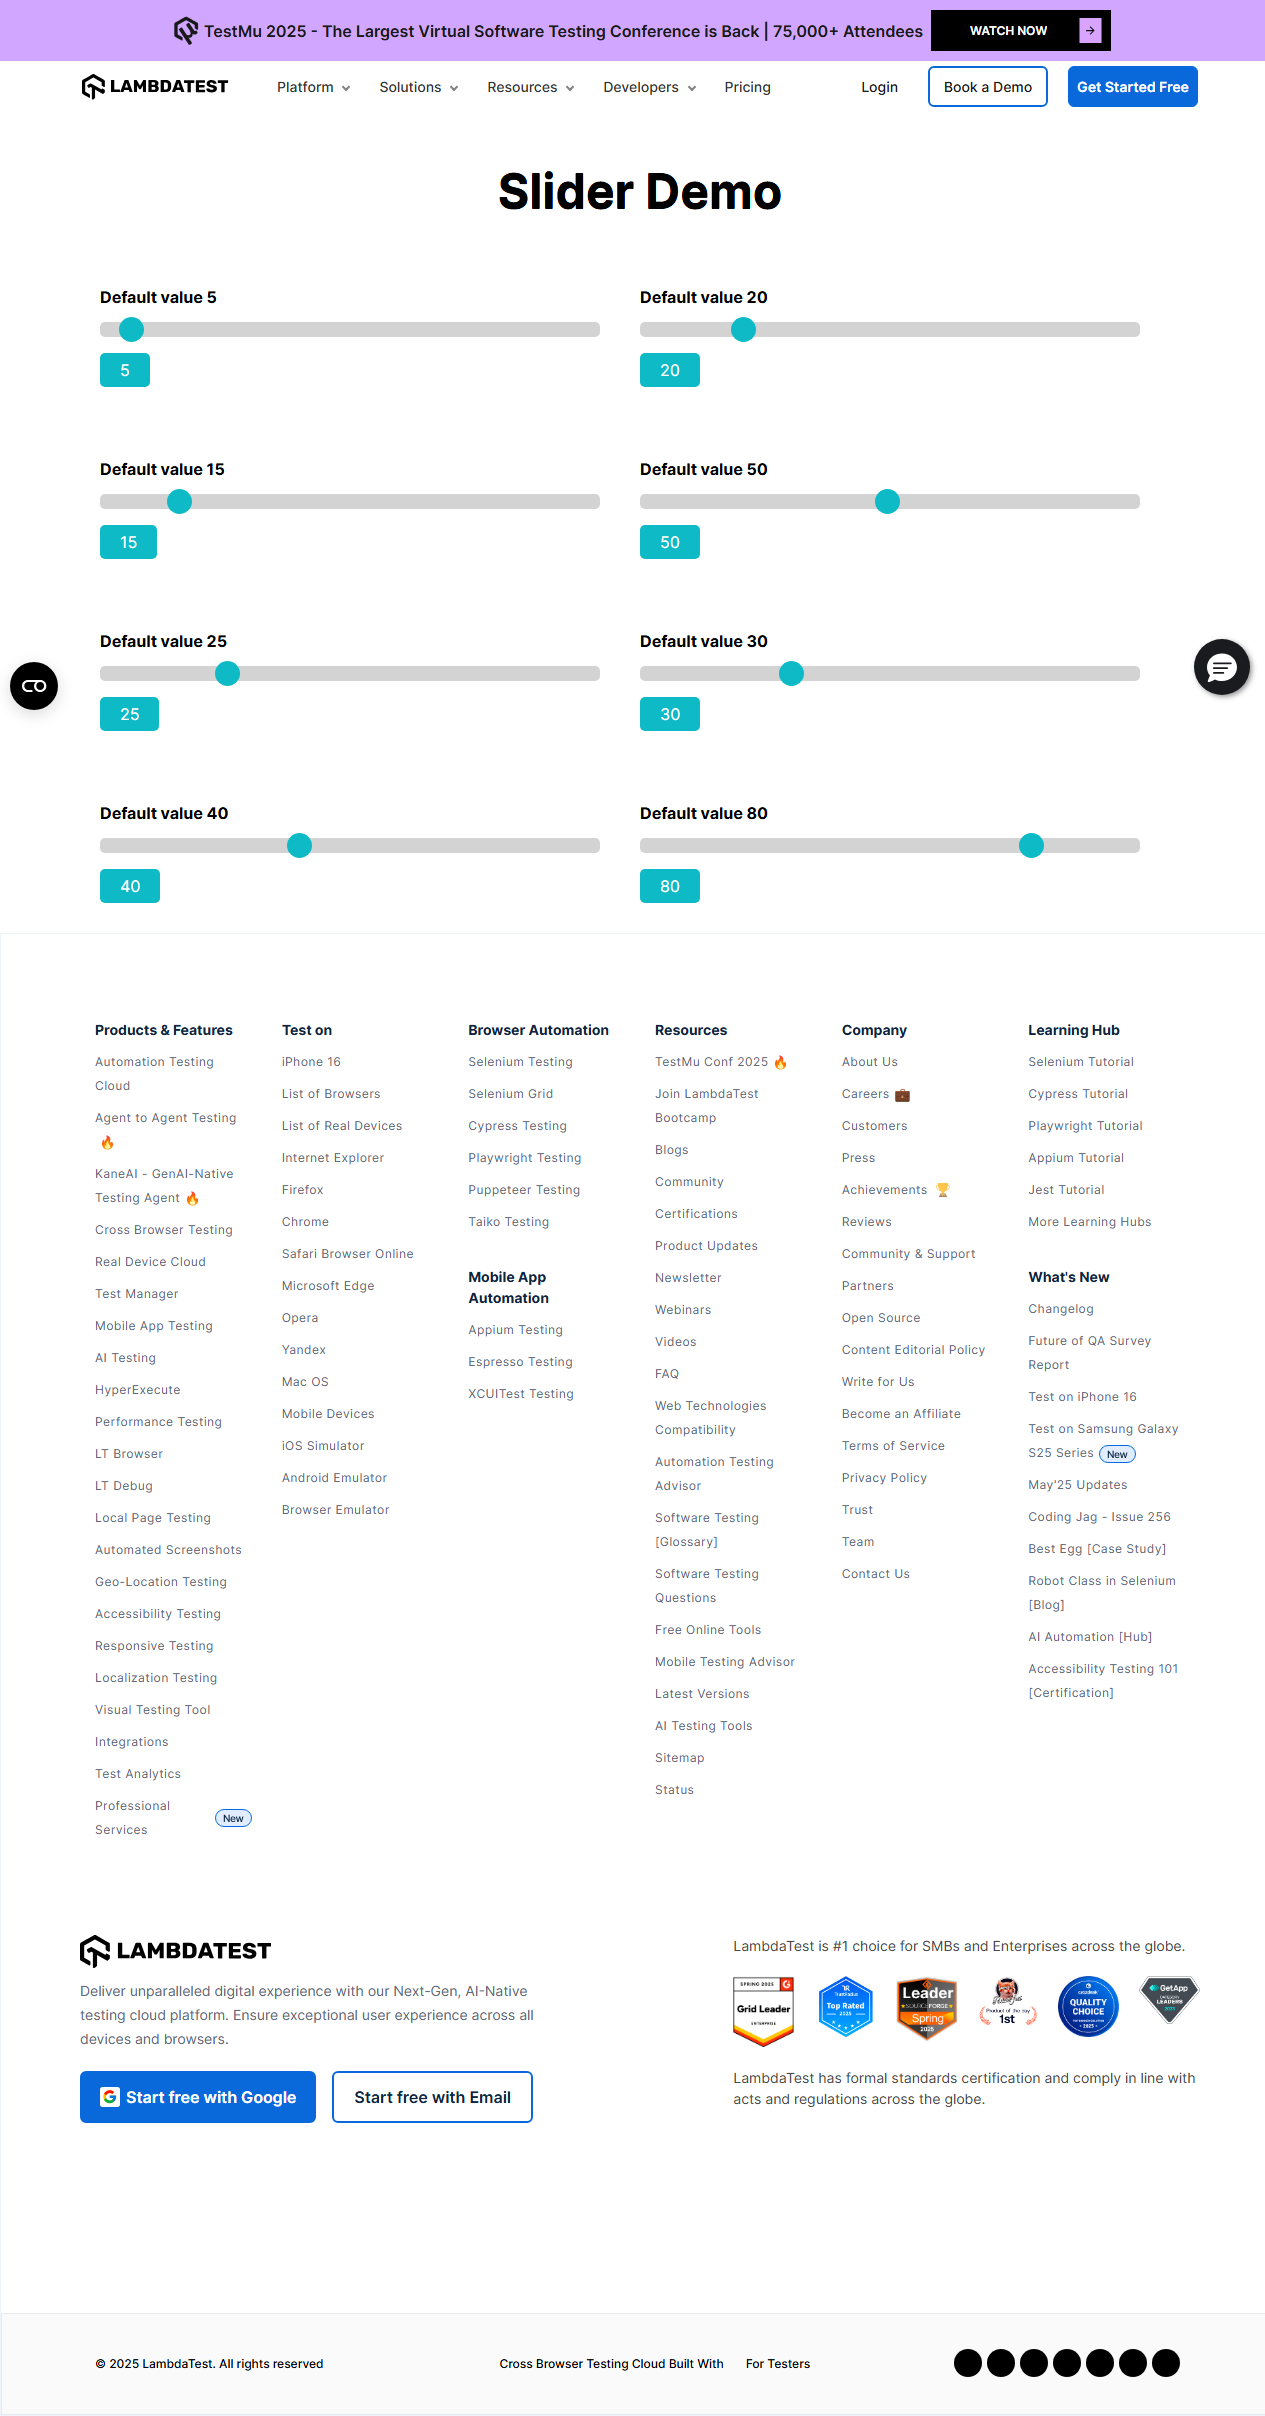 TestMu 2025 - The Largest Virtual Software Testing Conference is Back | 75,000+ Attendees WATCH NOW
LAMBDATEST Platform Solutions Resources Developers Pricing Login Book a Demo Get Started Free
Slider Demo
Default value 5
5
Default value 20
20
Default value 15
15
Default value 50
50
Default value 25
25
Default value 30
30
Default value 40
40
Default value 80
80
Products & Features
Automation Testing
Cloud
Agent to Agent Testing
🔥
KaneAI - GenAI-Native
Testing Agent 🔥
Cross Browser Testing
Real Device Cloud
Test Manager
Mobile App Testing
AI Testing
HyperExecute
Performance Testing
LT Browser
LT Debug
Local Page Testing
Automated Screenshots
Geo-Location Testing
Accessibility Testing
Responsive Testing
Localization Testing
Visual Testing Tool
Integrations
Test Analytics
Professional
Services New
Test on
iPhone 16
List of Browsers
List of Real Devices
Internet Explorer
Firefox
Chrome
Safari Browser Online
Microsoft Edge
Opera
Yandex
Mac OS
Mobile Devices
iOS Simulator
Android Emulator
Browser Emulator
Browser Automation
Selenium Testing
Selenium Grid
Cypress Testing
Playwright Testing
Puppeteer Testing
Taiko Testing
Mobile App
Automation
Appium Testing
Espresso Testing
XCUITest Testing
Resources
TestMu Conf 2025 🔥
Join LambdaTest
Bootcamp
Blogs
Community
Certifications
Product Updates
Newsletter
Webinars
Videos
FAQ
Web Technologies
Compatibility
Automation Testing
Advisor
Software Testing
[Glossary]
Software Testing
Questions
Free Online Tools
Mobile Testing Advisor
Latest Versions
AI Testing Tools
Sitemap
Status
Company
About Us
Careers 💼
Customers
Press
Achievements 🏆
Reviews
Community & Support
Partners
Open Source
Content Editorial Policy
Write for Us
Become an Affiliate
Terms of Service
Privacy Policy
Trust
Team
Contact Us
Learning Hub
Selenium Tutorial
Cypress Tutorial
Playwright Tutorial
Appium Tutorial
Jest Tutorial
More Learning Hubs
What's New
Changelog
Future of QA Survey
Report
Test on iPhone 16
Test on Samsung Galaxy
S25 Series New
May'25 Updates
Coding Jag - Issue 256
Best Egg [Case Study]
Robot Class in Selenium
[Blog]
AI Automation [Hub]
Accessibility Testing 101
[Certification]
LAMBDATEST
Deliver unparalleled digital experience with our Next-Gen, AI-Native
testing cloud platform. Ensure exceptional user experience across all
devices and browsers.
Start free with Google Start free with Email
LambdaTest is #1 choice for SMBs and Enterprises across the globe.
SPRING 2025
Grid Leader
ENTERPRISE
TrustRadius
Top Rated
2025
Leader
SOURCEFORGE
Spring
2025
Product of the day
1st
crozdesk
QUALITY
CHOICE
2025
GetApp
CATEGORY
LEADERS
2025
LambdaTest has formal standards certification and comply in line with
acts and regulations across the globe.
© 2025 LambdaTest. All rights reserved Cross Browser Testing Cloud Built With For Testers